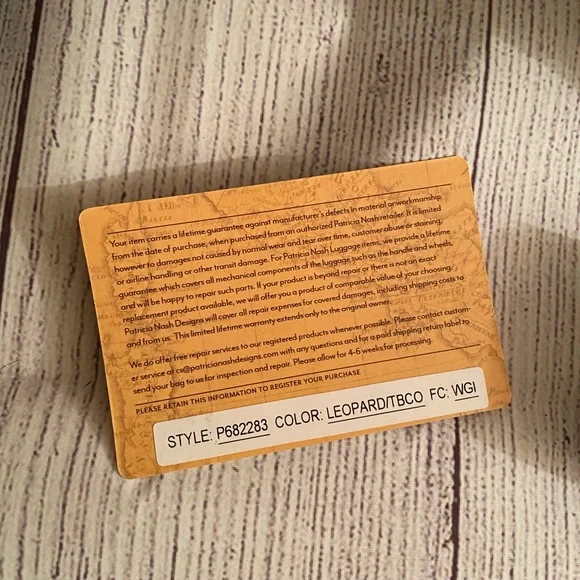 Your item carries a lifetime guarantee against manufacturer's defects in material or workmanship
from the date of purchase, when purchased from an authorized Patricia Nash retailer. It is limited
however to damages not caused by normal wear and tear over time, customer abuse or staining,
or airline handling or other transit damage. For Patricia Nash Luggage items, we provide a lifetime
guarantee which covers all mechanical components of the luggage such as the handle and wheels,
and will be happy to repair such parts. If your product is beyond repair or there is not an exact
replacement product available, we will offer you a product of comparable value of your choosing.
Patricia Nash Designs will cover all repair expenses for covered damages, including shipping costs to
and from us. This limited lifetime warranty extends only to the original owner.
We do offer free repair services to our registered products whenever possible. Please contact custom-
er service at cs@patricianashdesigns.com with any questions and for a paid shipping return label to
send your bag to us for inspection and repair. Please allow for 4-6 weeks for processing.
PLEASE RETAIN THIS INFORMATION TO REGISTER YOUR PURCHASE
STYLE: P682283 COLOR: LEOPARD/TBCO FC: WGI